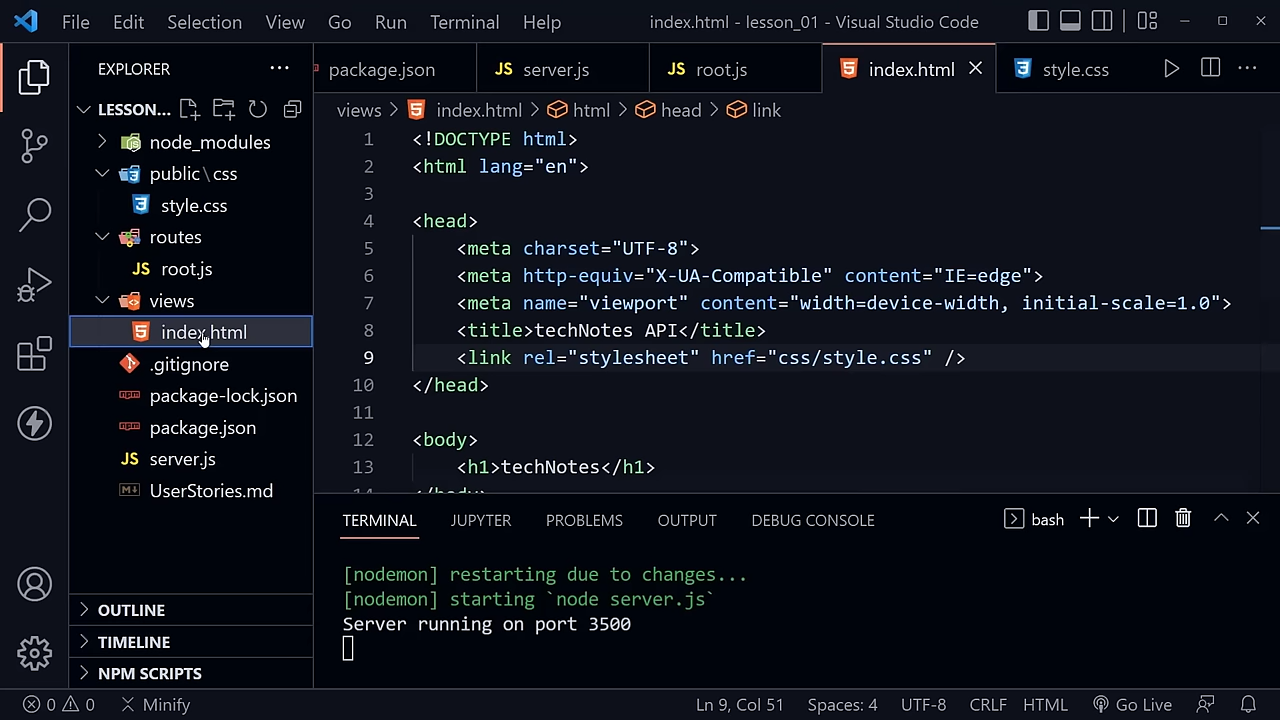 File Edit Selection View Go Run Terminal Help index.html - lesson_01 - Visual Studio Code
EXPLORER
LESSON...
node_modules
public\css
style.css
routes
root.js
views
index.html
.gitignore
package-lock.json
package.json
server.js
UserStories.md
OUTLINE
TIMELINE
NPM SCRIPTS
package.json server.js root.js index.html style.css
views > index.html > html > head > link
1 <!DOCTYPE html>
2 <html lang="en">
3
4 <head>
5 <meta charset="UTF-8">
6 <meta http-equiv="X-UA-Compatible" content="IE=edge">
7 <meta name="viewport" content="width=device-width, initial-scale=1.0">
8 <title>techNotes API</title>
9 <link rel="stylesheet" href="css/style.css" />
10 </head>
11
12 <body>
13 <h1>techNotes</h1>
14 </body>
TERMINAL JUPYTER PROBLEMS OUTPUT DEBUG CONSOLE bash
[nodemon] restarting due to changes...
[nodemon] starting `node server.js`
Server running on port 3500
0 0 Minify Ln 9, Col 51 Spaces: 4 UTF-8 CRLF HTML Go Live